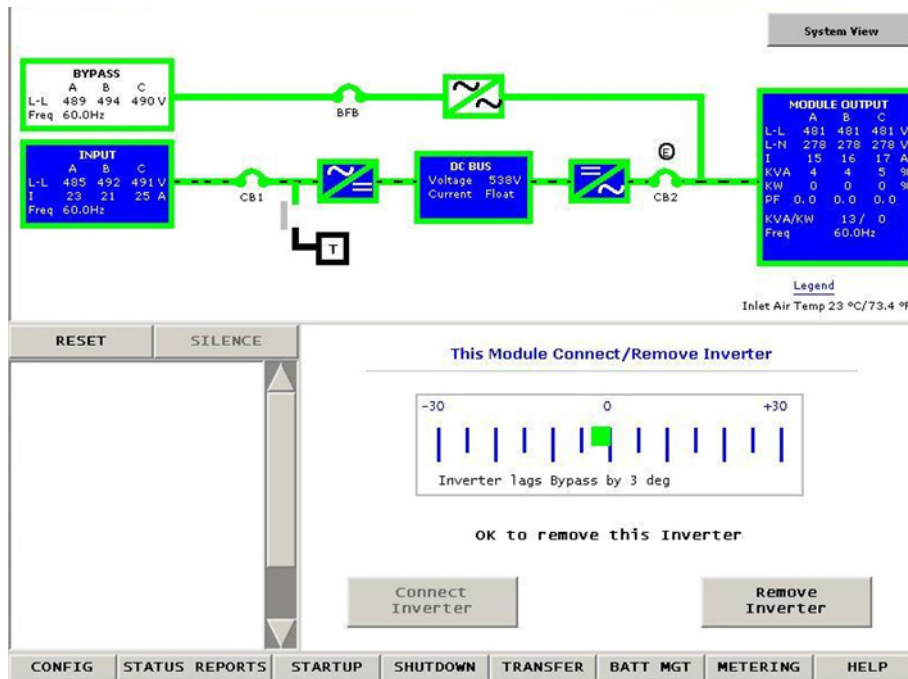 System View
BYPASS
A B C
L-L 489 494 490 V
Freq 60.0Hz
BFB
INPUT
A B C
L-L 485 492 491 V
I 23 21 25 A
Freq 60.0Hz
CB1
T
DC BUS
Voltage 538V
Current Float
E
CB2
MODULE OUTPUT
A B C
L-L 481 481 481 V
L-N 278 278 278 V
I 15 16 17 A
KVA 4 4 5 %
KW 0 0 0 %
PF 0.0 0.0 0.0
KVA/KW 13/ 0
Freq 60.0Hz
Legend
Inlet Air Temp 23 ºC/73.4 ºF
RESET SILENCE
This Module Connect/Remove Inverter
-30 0 +30
Inverter lags Bypass by 3 deg
OK to remove this Inverter
Connect
Inverter
Remove
Inverter
CONFIG STATUS REPORTS STARTUP SHUTDOWN TRANSFER BATT MGT METERING HELP